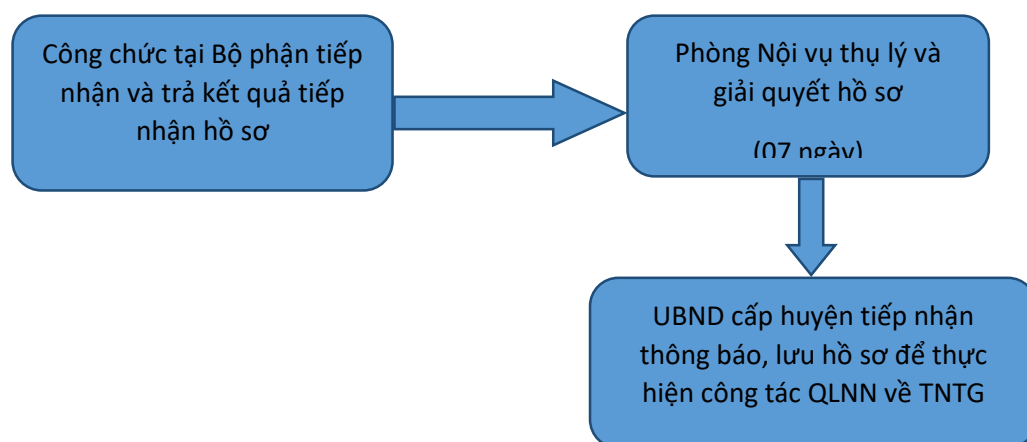 Công chức tại Bộ phận tiếp
nhận và trả kết quả tiếp
nhận hồ sơ
Phòng Nội vụ thụ lý và
giải quyết hồ sơ
(07 ngày)
UBND cấp huyện tiếp nhận
thông báo, lưu hồ sơ để thực
hiện công tác QLNN về TNTG